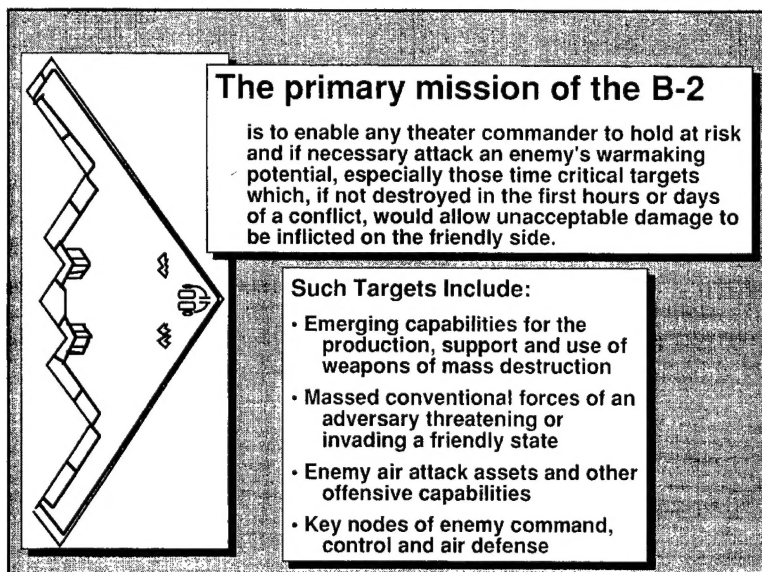 The primary mission of the B-2
is to enable any theater commander to hold at risk
and if necessary attack an enemy's warmaking
potential, especially those time critical targets
which, if not destroyed in the first hours or days
of a conflict, would allow unacceptable damage to
be inflicted on the friendly side.
Such Targets Include:
• Emerging capabilities for the
production, support and use of
weapons of mass destruction
• Massed conventional forces of an
adversary threatening or
invading a friendly state
• Enemy air attack assets and other
offensive capabilities
• Key nodes of enemy command,
control and air defense